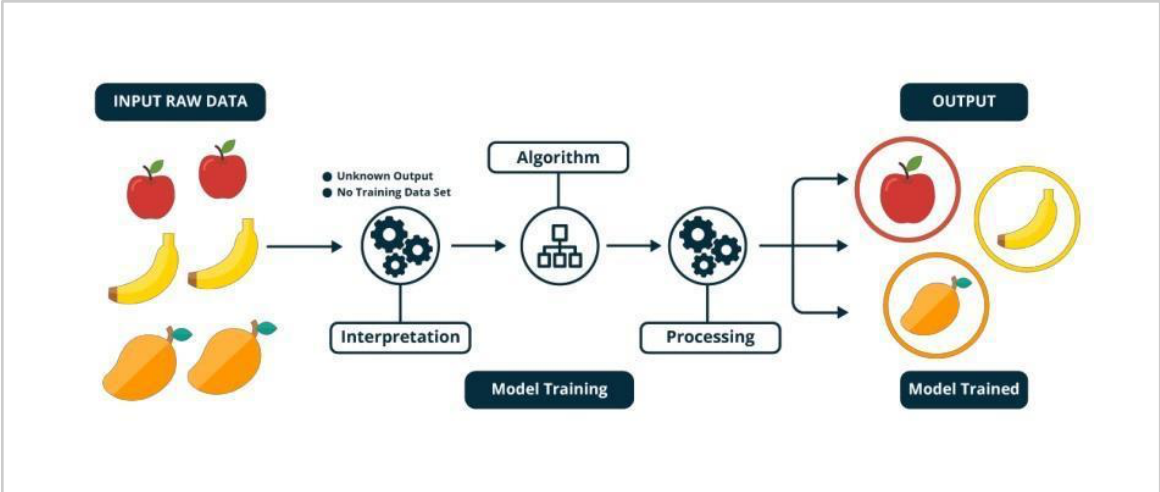 INPUT RAW DATA
OUTPUT
Algorithm
● Unknown Output
● No Training Data Set
Interpretation
Processing
Model Training
Model Trained